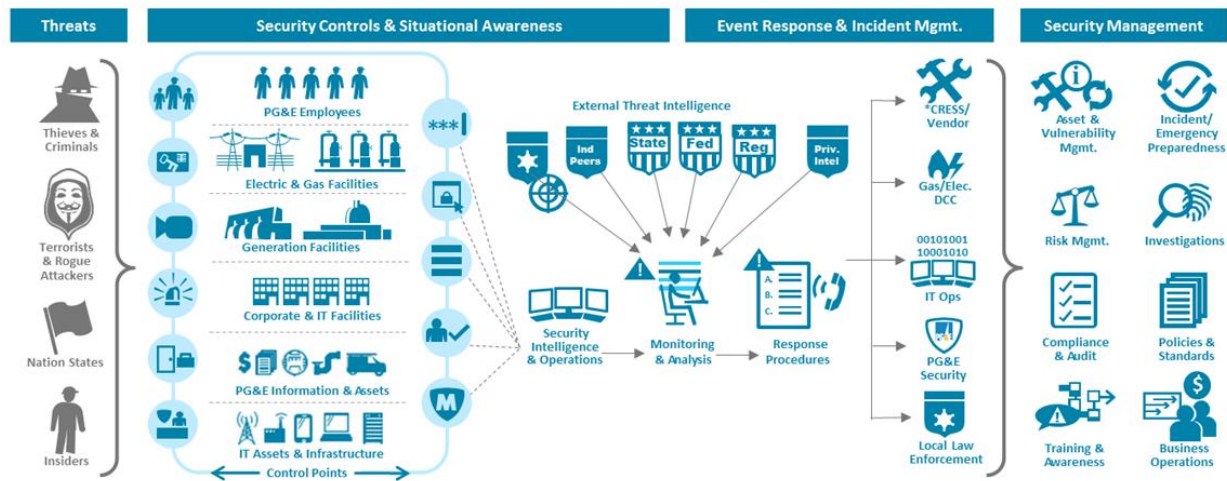 Threats
Security Controls & Situational Awareness
Event Response & Incident Mgmt.
Security Management
Thieves &
Criminals
Terrorists
& Rogue
Attackers
Nation States
Insiders
PG&E Employees
Electric & Gas Facilities
Generation Facilities
Corporate & IT Facilities
$
PG&E Information & Assets
IT Assets & Infrastructure
Control Points
***
M
External Threat Intelligence
Ind
Peers
State
Fed
Reg
Priv.
Intel
Security
Intelligence
& Operations
!
Monitoring
& Analysis
!
A.
B.
C.
Response
Procedures
*CRESS/
Vendor
Gas/Elec.
DCC
00101001
10001010
IT Ops
PG&E
Security
Local Law
Enforcement
i
Asset &
Vulnerability
Mgmt.
Incident/
Emergency
Preparedness
Risk Mgmt.
Investigations
Compliance
& Audit
Policies &
Standards
!
Training &
Awareness
$
Business
Operations